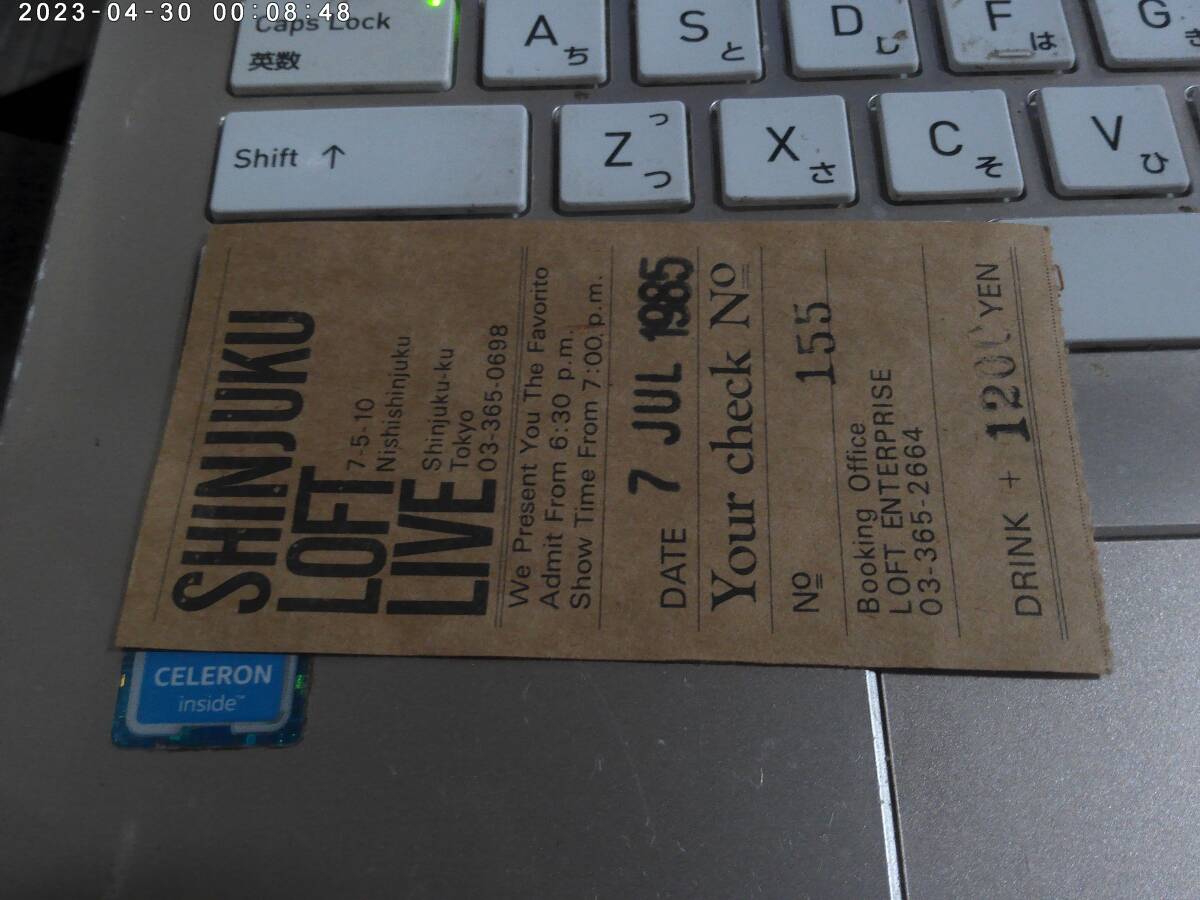 2023-04-30 00:08:48
Caps Lock
英数
A
ち
S
と
D
し
F
は
G
き
Shift ↑
Z
っ
つ
X
さ
C
そ
V
ひ
SHINJUKU
LOFT
LIVE
7-5-10
Nishishinjuku
Shinjuku-ku
Tokyo
03-365-0698
We Present You The Favorito
Admit From 6:30 p.m.
Show Time From 7:00 p.m.
DATE 7 JUL 1985
Your check No
No 155
Booking Office
LOFT ENTERPRISE
03-365-2664
DRINK + 1200 YEN
CELERON
inside™